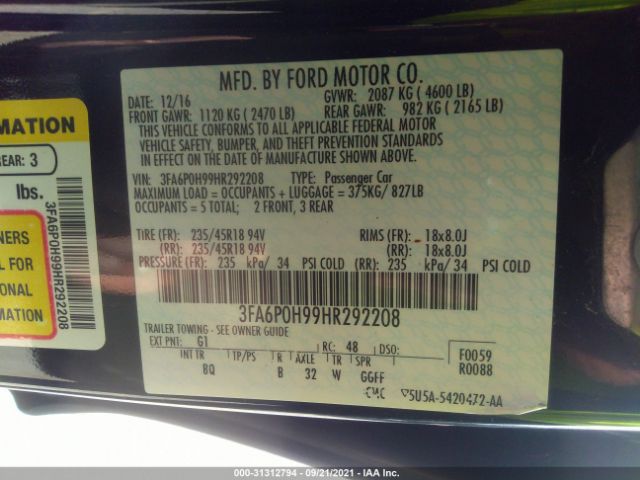 MFD. BY FORD MOTOR CO.
12/16
GVWR: 2087 KG ( 4600 LB)
FRONT GAWR: 1120 KG ( 2470 LB)
REAR GAWR: 982 KG ( 2165 LB)
THIS VEHICLE CONFORMS TO ALL APPLICABLE FEDERAL MOTOR
VEHICLE SAFETY, BUMPER, AND THEFT PREVENTION STANDARDS
IN EFFECT ON THE DATE OF MANUFACTURE SHOWN ABOVE.
VIN: 3FA6P0H99HR292208 TYPE: Passenger Car
MAXIMUM LOAD = OCCUPANTS + LUGGAGE = 375KG/ 827LB
OCCUPANTS = 5 TOTAL; 2 FRONT, 3 REAR
TIRE (FR): 235/45R18 94V RIMS (FR): 18x8.0J
(RR): 235/45R18 94V (RR): 18x8.0J
PRESSURE (FR): 235 kPa/ 34 PSI COLD (RR): 235 kPa/ 34 PSI COLD
3FA6P0H99HR292208
TRAILER TOWING - SEE OWNER GUIDE
EXT PNT: G1 RC: 48 DSO:
F0059
R0088
INT TR TP/PS R AXLE TR SPR
BQ B 32 W GGFF
5U5A-5420472-AA
RMATION
REAR: 3
lbs.
3FA6P0H99HR292208
NERS
L FOR
ONAL
MATION
000-31312794 - 09/21/2021 - IAA Inc.